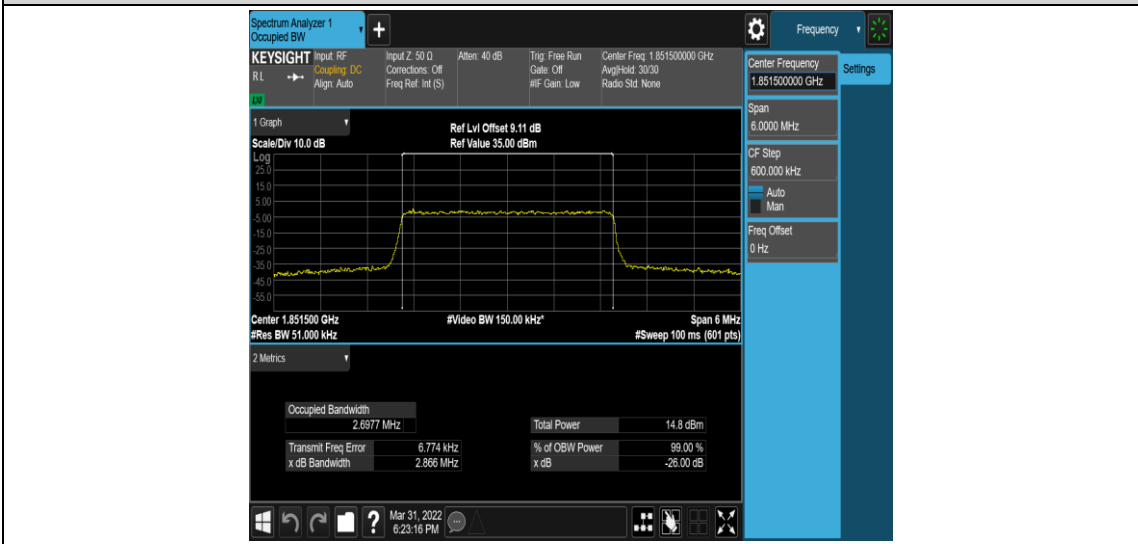 Spectrum Analyzer 1
Occupied BW
+
Frequency
KEYSIGHT
R L
LXI
Input: RF
Coupling: DC
Align: Auto
Input Z: 50 Ω
Corrections: Off
Freq Ref: Int (S)
Atten: 40 dB
Trig: Free Run
Gate: Off
#IF Gain: Low
Center Freq: 1.851500000 GHz
Avg|Hold: 30/30
Radio Std: None
Center Frequency
1.851500000 GHz
Settings
Span
6.0000 MHz
CF Step
600.000 kHz
Auto
Man
Freq Offset
0 Hz
1 Graph
Scale/Div 10.0 dB
Ref Lvl Offset 9.11 dB
Ref Value 35.00 dBm
Log
25.0
15.0
5.00
-5.00
-15.0
-25.0
-35.0
-45.0
-55.0
Center 1.851500 GHz
#Video BW 150.00 kHz*
Span 6 MHz
#Res BW 51.000 kHz
#Sweep 100 ms (601 pts)
2 Metrics
Occupied Bandwidth
2.6977 MHz
Total Power 14.8 dBm
Transmit Freq Error 6.774 kHz
% of OBW Power 99.00 %
x dB Bandwidth 2.866 MHz
x dB -26.00 dB
?
Mar 31, 2022
6:23:16 PM